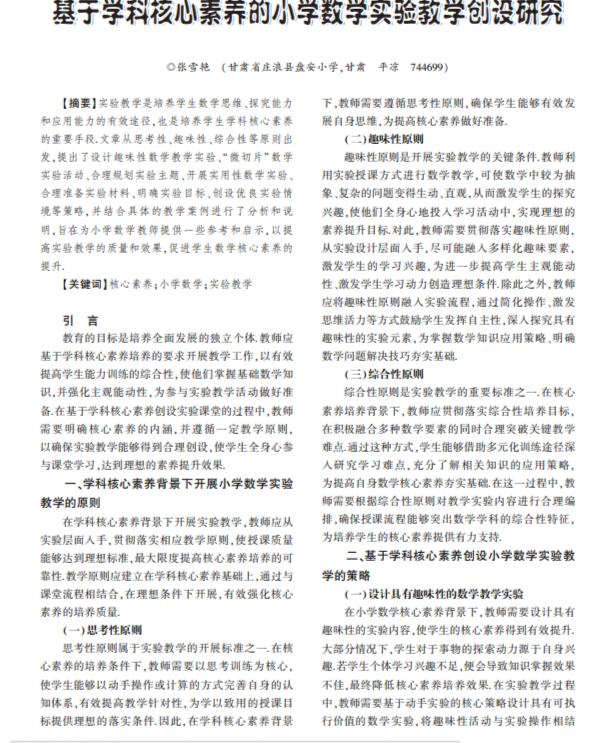 基于学科核心素养的小学数学实验教学创设研究
◎张雪艳 (甘肃省庄浪县盘安小学,甘肃 平凉 744699)
【摘要】实验教学是培养学生数学思维、探究能力
和应用能力的有效途径,也是培养学生学科核心素养
的重要手段.文章从思考性、趣味性、综合性等原则出
发,提出了设计趣味性数学教学实验、“微切片”数学
实验活动、合理规划实验主题、开展实用性数学实验、
合理准备实验材料、明确实验目标、创设优良实验情
境等策略,并结合具体的教学案例进行了分析和说
明,旨在为小学数学教师提供一些参考和启示,以提
高实验教学的质量和效果,促进学生数学核心素养的
提升.
【关键词】核心素养;小学数学;实验教学
引 言
教育的目标是培养全面发展的独立个体.教师应
基于学科核心素养培养的要求开展教学工作,以有效
提高学生能力训练的综合性,使他们掌握基础数学知
识,并强化主观能动性,为参与实验教学活动做好准
备.在基于学科核心素养创设实验课堂的过程中,教师
需要明确核心素养的内涵,并遵循一定教学原则,
以确保实验教学能够得到合理创设,使学生全身心参
与课堂学习,达到理想的素养提升效果.
一、学科核心素养背景下开展小学数学实验
教学的原则
在学科核心素养背景下开展实验教学,教师应从
实验层面入手,贯彻落实相应教学原则,使授课质量
能够达到理想标准,最大限度提高核心素养培养的可
靠性.教学原则应建立在学科核心素养基础上,通过与
课堂流程相结合,在理想条件下开展,有效强化核心
素养的培养质量.
(一)思考性原则
思考性原则属于实验教学的开展标准之一.在核
心素养的培养条件下,教师需要以思考训练为核心,
使学生能够以动手操作或计算的方式完善自身的认
知体系,有效提高教学针对性,为学以致用的授课目
标提供理想的落实条件.因此,在学科核心素养背景
下,教师需要遵循思考性原则,确保学生能够有效发
展自身思维,为提高核心素养做好准备.
(二)趣味性原则
趣味性原则是开展实验教学的关键条件.教师利
用实验授课方式进行数学教学,可使数学中较为抽
象、复杂的问题变得生动、直观,从而激发学生的探究
兴趣,使他们全身心地投入学习活动中,实现理想的
素养提升目标.对此,教师需要贯彻落实趣味性原则,
从实验设计层面入手,尽可能融入多样化趣味要素,
激发学生的学习兴趣,为进一步提高学生主观能动
性、激发学生学习动力创造理想条件.除此之外,教师
应将趣味性原则融入实验流程,通过简化操作、激发
思维活力等方式鼓励学生发挥自主性,深入探究具有
趣味性的实验元素,为掌握数学知识应用策略、明确
数学问题解决技巧夯实基础.
(三)综合性原则
综合性原则是实验教学的重要标准之一.在核心
素养培养背景下,教师应贯彻落实综合性培养目标,
在积极融合多种数学要素的同时合理突破关键教学
难点.通过这种方式,学生能够借助多元化训练途径深
入研究学习难点,充分了解相关知识的应用策略,
为提高自身数学核心素养夯实基础.在这一过程中,教
师需要根据综合性原则对教学实验内容进行合理编
排,确保授课流程能够突出数学学科的综合性特征,
为培养学生的核心素养提供有力支持.
二、基于学科核心素养创设小学数学实验教
学的策略
(一)设计具有趣味性的数学教学实验
在小学数学核心素养背景下,教师需要设计具有
趣味性的实验内容,使学生的核心素养得到有效提升.
大部分情况下,学生对于事物的探索动力源于自身兴
趣.若学生个体学习兴趣不足,便会导致知识掌握效果
不佳,最终降低核心素养培养效果.在实验教学过程
中,教师需要基于动手实验的核心策略设计具有可执
行价值的数学实验,将趣味性活动与实验操作相结